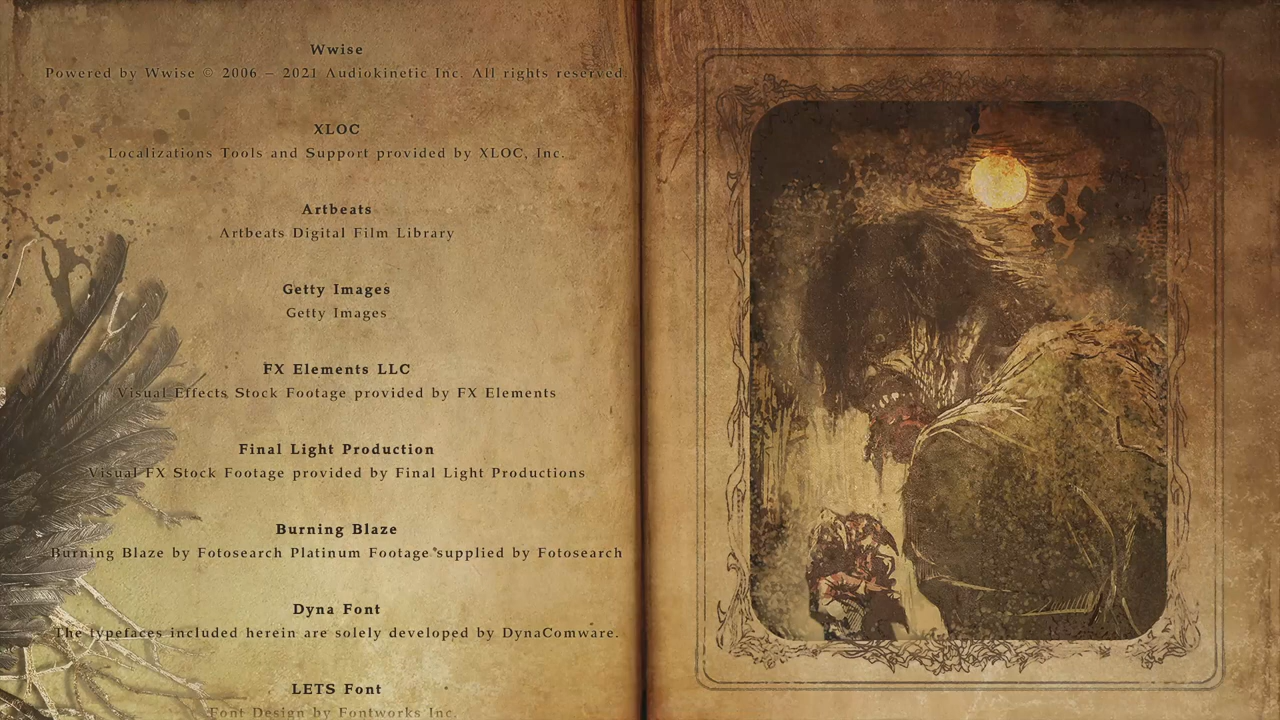 Wwise
Powered by Wwise © 2006 – 2021 Audiokinetic Inc. All rights reserved.
XLOC
Localizations Tools and Support provided by XLOC, Inc.
Artbeats
Artbeats Digital Film Library
Getty Images
Getty Images
FX Elements LLC
Visual Effects Stock Footage provided by FX Elements
Final Light Production
Visual FX Stock Footage provided by Final Light Productions
Burning Blaze
Burning Blaze by Fotosearch Platinum Footage supplied by Fotosearch
Dyna Font
The typefaces included herein are solely developed by DynaComware.
LETS Font
Font Design by Fontworks Inc.